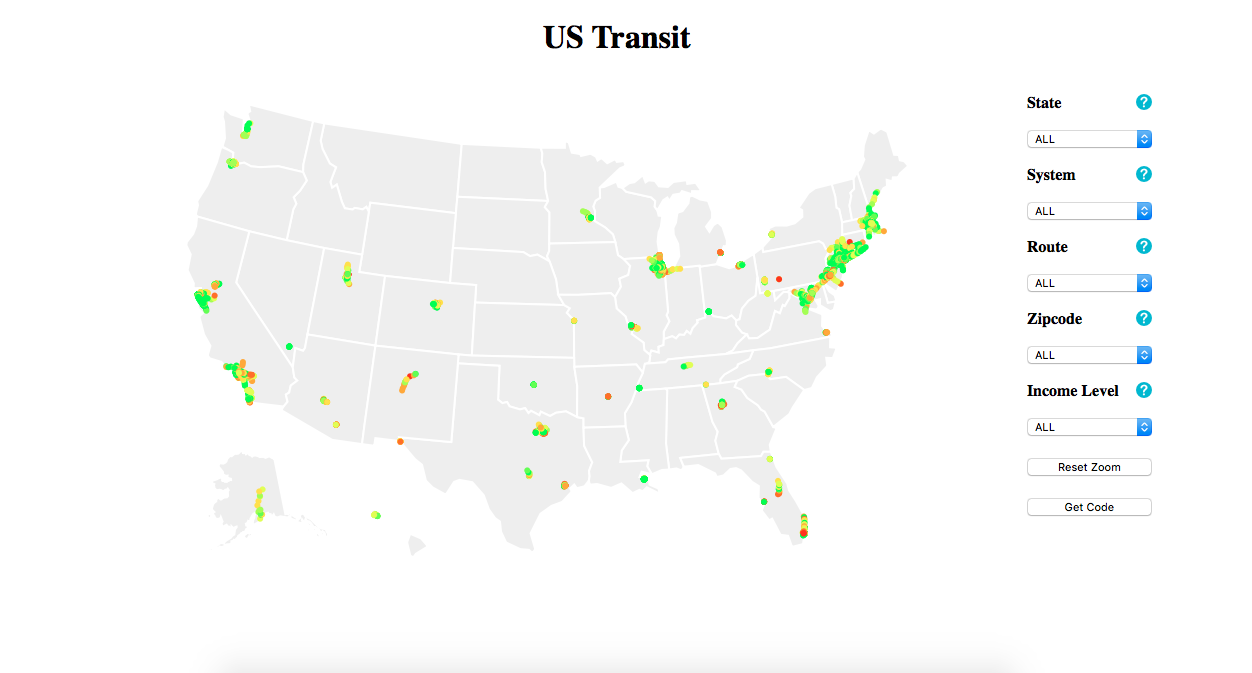 US Transit
State ?
ALL
System ?
ALL
Route ?
ALL
Zipcode ?
ALL
Income Level ?
ALL
Reset Zoom
Get Code